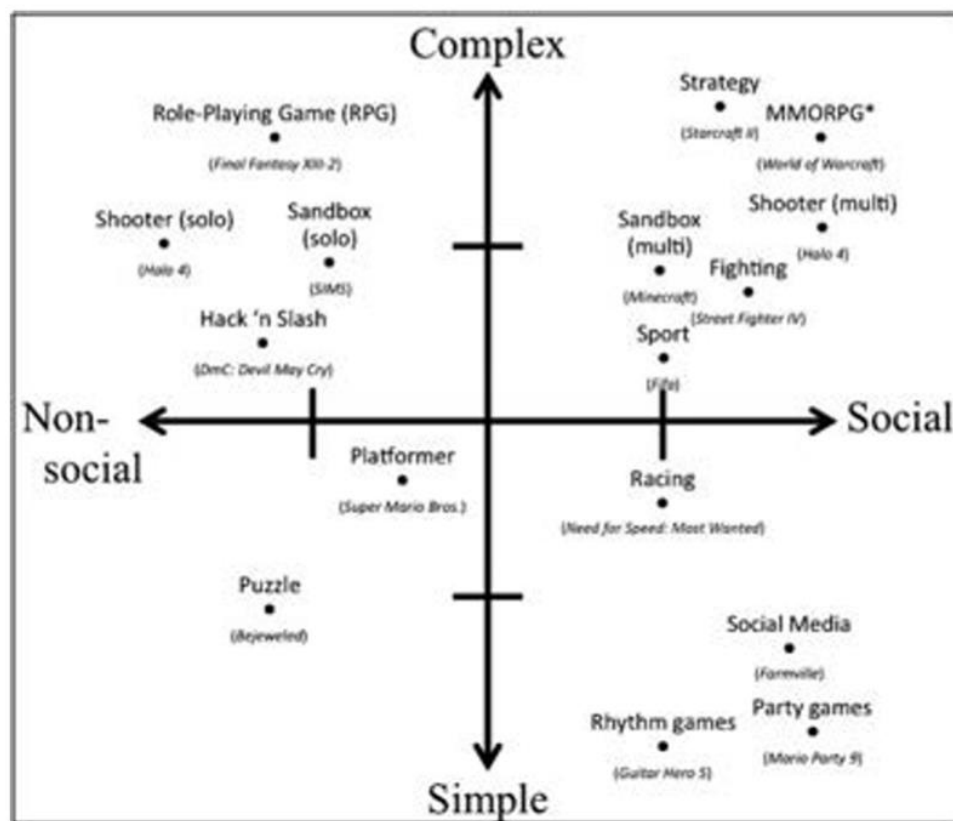 Complex
Strategy
(Starcraft II)
Role-Playing Game (RPG)
(Final Fantasy XIII-2)
MMORPG*
(World of Warcraft)
Shooter (solo)
(Halo 4)
Sandbox
(solo)
(SIMS)
Sandbox
(multi)
(Minecraft)
Shooter (multi)
(Halo 4)
Fighting
(Street Fighter IV)
Hack 'n Slash
(DmC: Devil May Cry)
Sport
(Fifa)
Non-
social
Social
Platformer
(Super Mario Bros.)
Racing
(Need for Speed: Most Wanted)
Puzzle
(Bejeweled)
Social Media
(Farmville)
Party games
(Mario Party 9)
Rhythm games
(Guitar Hero 5)
Simple